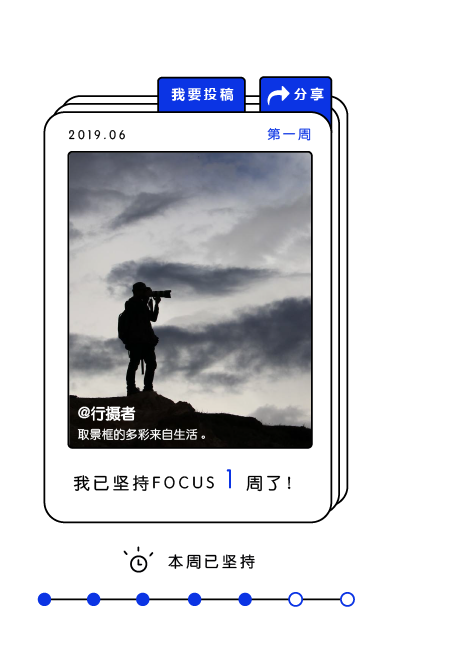 我要投稿
分享
2019.06
第一周
@行摄者
取景框的多彩来自生活。
我已坚持FOCUS 1 周了!
本周已坚持